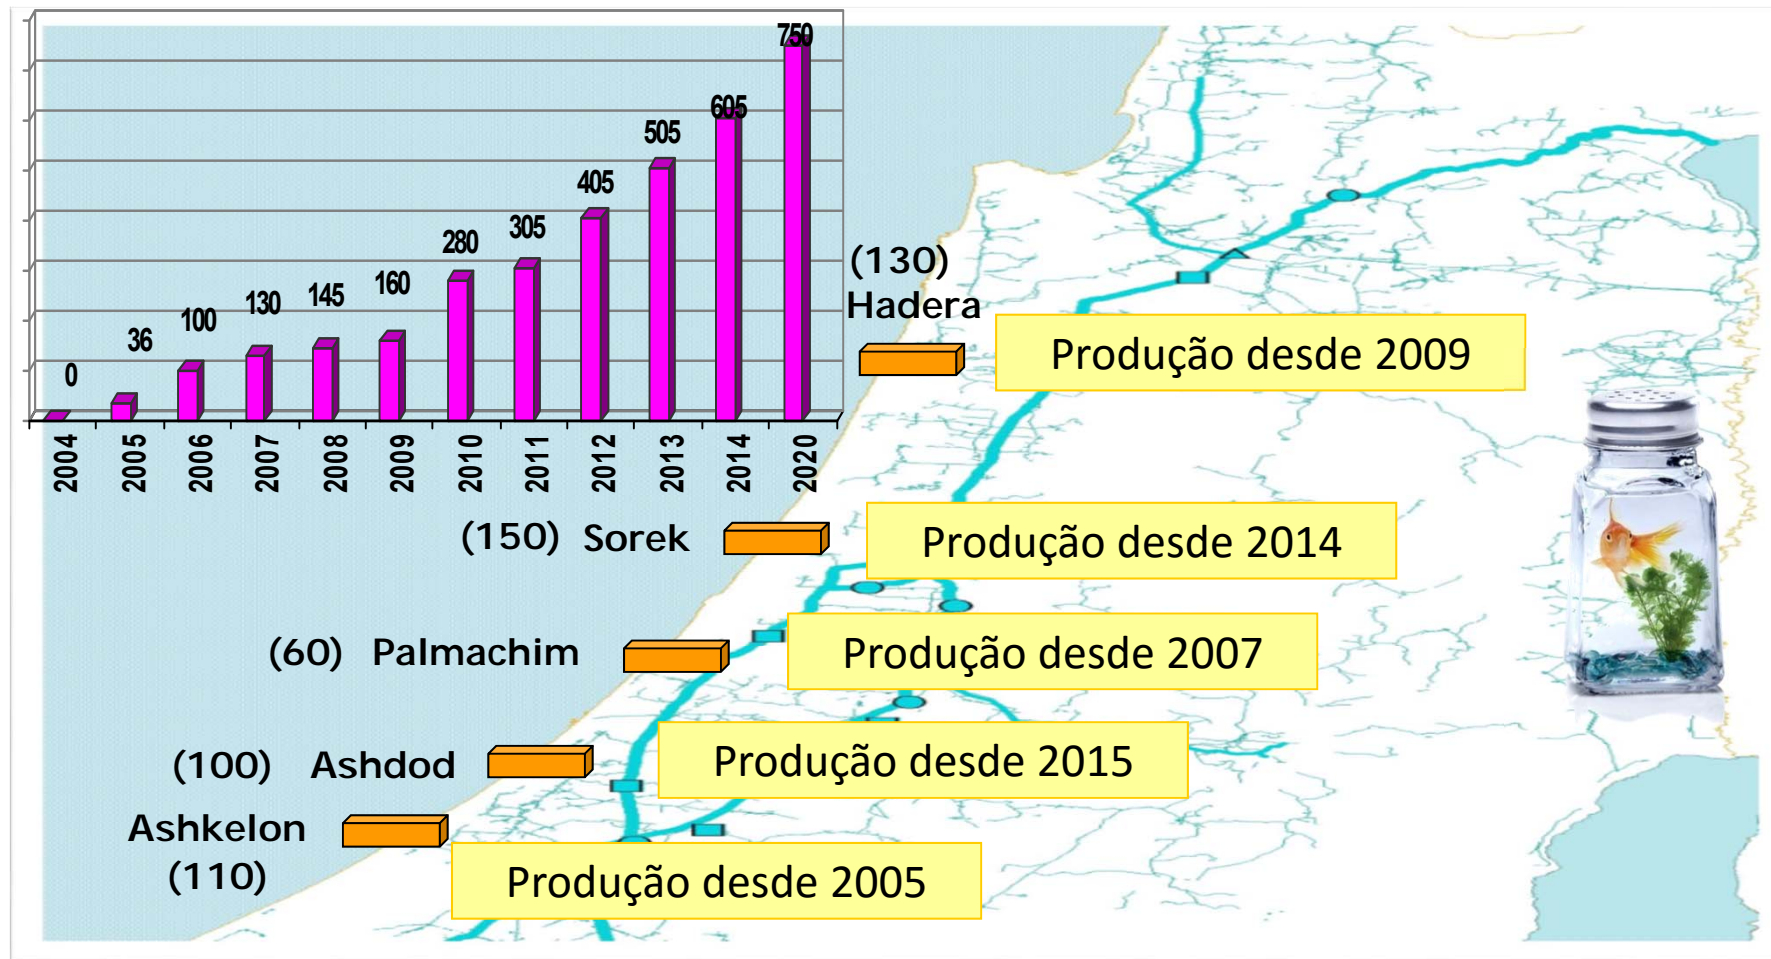 750
605
505
405
305
280
160
145
130
100
36
0
2004
2005
2006
2007
2008
2009
2010
2011
2012
2013
2014
2020
(130)
Hadera
Produção desde 2009
(150) Sorek
Produção desde 2014
(60) Palmachim
Produção desde 2007
(100) Ashdod
Produção desde 2015
Ashkelon
(110)
Produção desde 2005